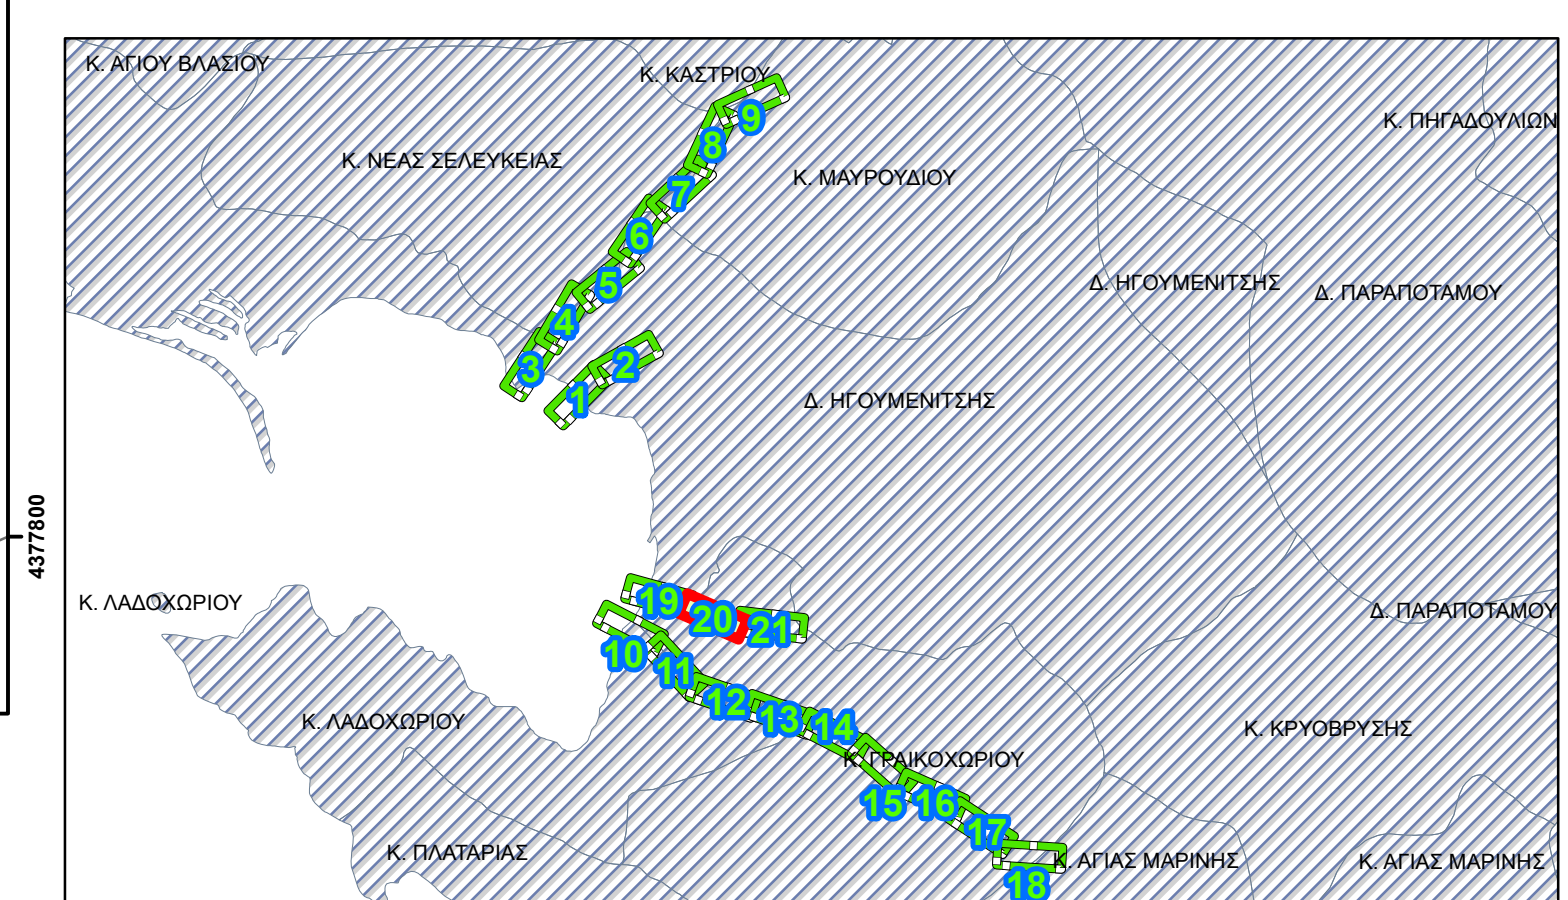 Κ. ΑΓΙΟΥ ΒΛΑΣΙΟΥ
Κ. ΚΑΣΤΡΙΟΥ
9
Κ. ΠΗΓΑΔΟΥΛΙΩΝ
8
Κ. ΝΕΑΣ ΣΕΛΕΥΚΕΙΑΣ
Κ. ΜΑΥΡΟΥΔΙΟΥ
7
6
Δ. ΗΓΟΥΜΕΝΙΤΣΗΣ
5
Δ. ΠΑΡΑΠΟΤΑΜΟΥ
4
3
2
1
Δ. ΗΓΟΥΜΕΝΙΤΣΗΣ
4377800
Κ. ΛΑΔΟΧΩΡΙΟΥ
19
Δ. ΠΑΡΑΠΟΤΑΜΟΥ
20
21
10
11
12
Κ. ΛΑΔΟΧΩΡΙΟΥ
13
14
Κ. ΚΡΥΟΒΡΥΣΗΣ
Κ. ΓΡΑΙΚΟΧΩΡΙΟΥ
15
16
17
Κ. ΠΛΑΤΑΡΙΑΣ
Κ. ΑΓΙΑΣ ΜΑΡΙΝΗΣ
Κ. ΑΓΙΑΣ ΜΑΡΙΝΗΣ
18